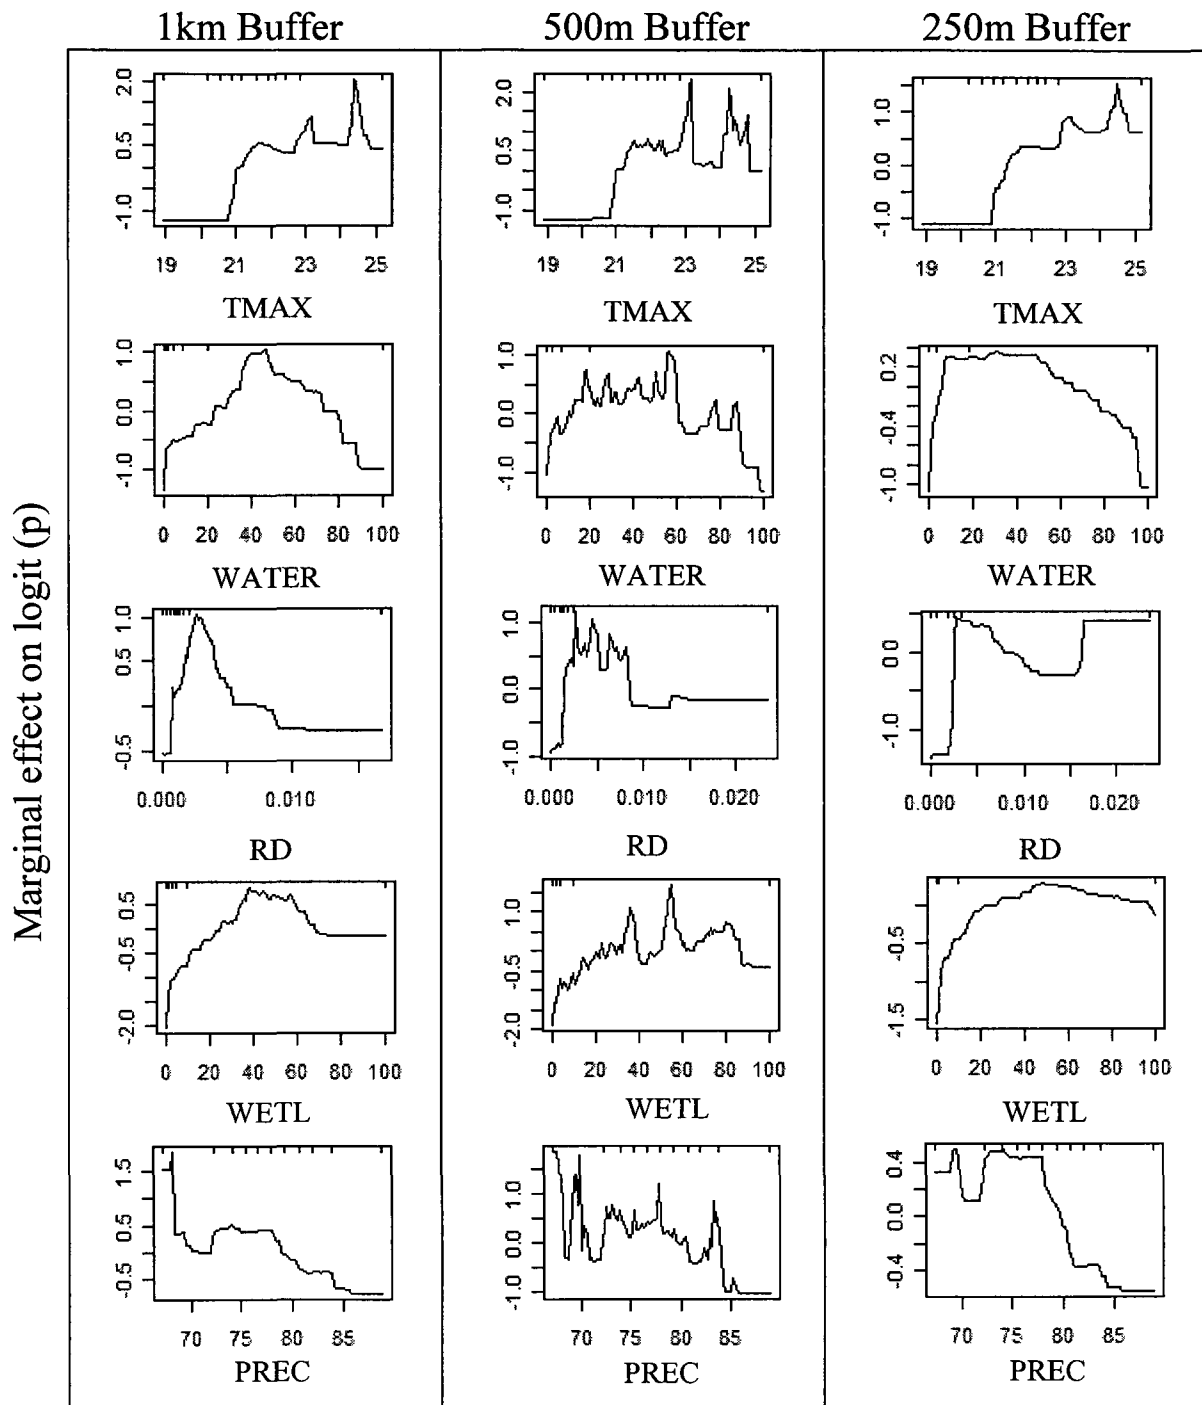 1km Buffer 500m Buffer 250m Buffer
Marginal effect on logit (p)
2.0 0.5 -1.0
19 21 23 25
TMAX
2.0 0.5 -1.0
19 21 23 25
TMAX
1.0 0.0 -1.0
19 21 23 25
TMAX
1.0 0.0 -1.0
0 20 40 60 80 100
WATER
1.0 0.0 -1.0
0 20 40 60 80 100
WATER
0.2 -0.4 -1.0
0 20 40 60 80 100
WATER
1.0 0.5 -0.5
0.000 0.010
RD
1.0 0.0 -1.0
0.000 0.010 0.020
RD
0.0 -1.0
0.000 0.010 0.020
RD
0.5 -0.5 -2.0
0 20 40 60 80 100
WETL
1.0 -0.5 -2.0
0 20 40 60 80 100
WETL
-0.5 -1.5
0 20 40 60 80 100
WETL
1.5 0.5 -0.5
70 75 80 85
PREC
1.0 0.0 -1.0
70 75 80 85
PREC
0.4 0.0 -0.4
70 75 80 85
PREC